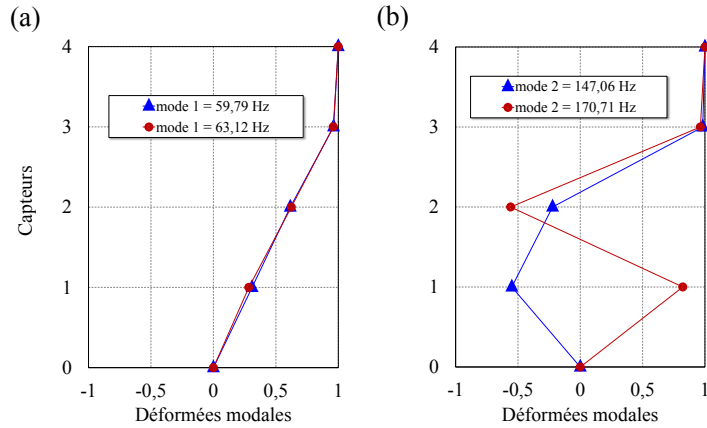 (a)
4
3
2
1
0
Capteurs
mode 1 = 59,79 Hz
mode 1 = 63,12 Hz
-1 -0,5 0 0,5 1
Déformées modales
(b)
4
3
2
1
0
mode 2 = 147,06 Hz
mode 2 = 170,71 Hz
-1 -0,5 0 0,5 1
Déformées modales